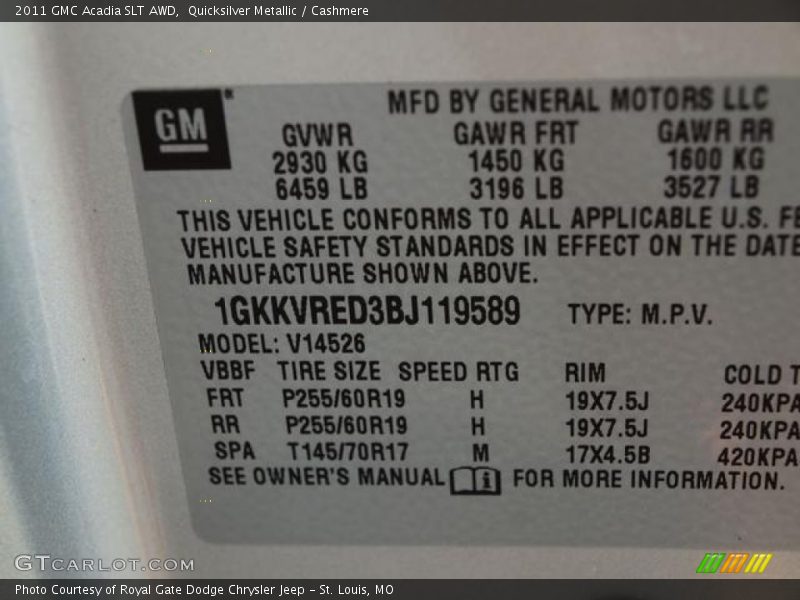 2011 GMC Acadia SLT AWD,  Quicksilver Metallic / Cashmere
GM
MFD BY GENERAL MOTORS LLC
GVWR GAWR FRT GAWR RR
2930 KG 1450 KG 1600 KG
6459 LB 3196 LB 3527 LB
THIS VEHICLE CONFORMS TO ALL APPLICABLE U.S. FE
VEHICLE SAFETY STANDARDS IN EFFECT ON THE DATE
MANUFACTURE SHOWN ABOVE.
1GKKVRED3BJ119589 TYPE: M.P.V.
MODEL: V14526
VBBF TIRE SIZE SPEED RTG RIM COLD T
FRT P255/60R19 H 19X7.5J 240KPA
RR P255/60R19 H 19X7.5J 240KPA
SPA T145/70R17 M 17X4.5B 420KPA
SEE OWNER'S MANUAL i FOR MORE INFORMATION.
GTCARLOT.COM
Photo Courtesy of Royal Gate Dodge Chrysler Jeep – St. Louis, MO